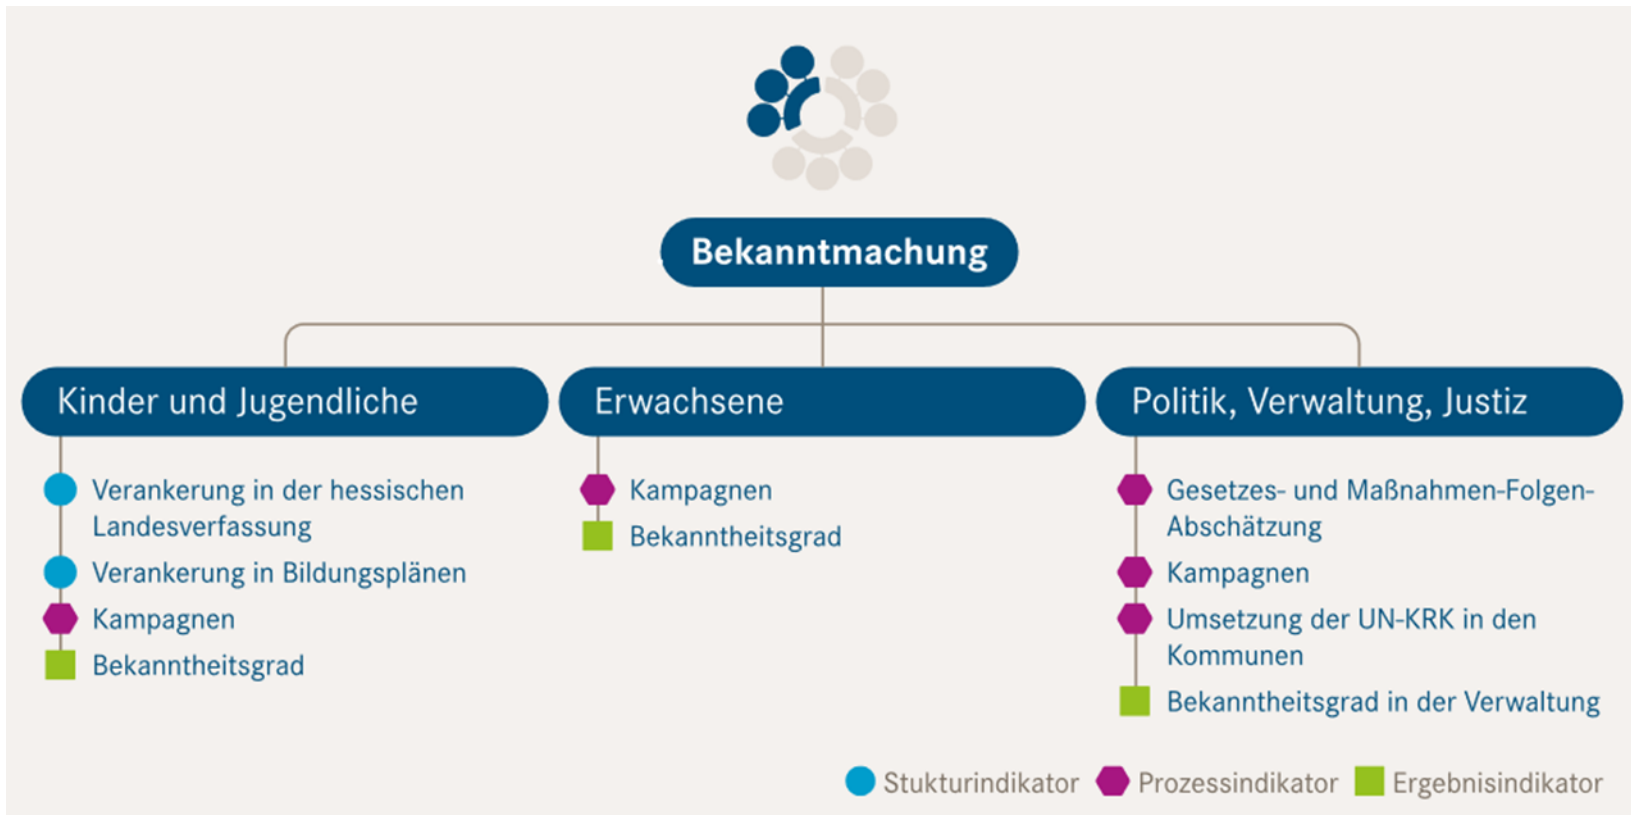 Bekanntmachung
Kinder und Jugendliche
Verankerung in der hessischen
Landesverfassung
Verankerung in Bildungsplänen
Kampagnen
Bekanntheitsgrad
Erwachsene
Kampagnen
Bekanntheitsgrad
Politik, Verwaltung, Justiz
Gesetzes- und Maßnahmen-Folgen-
Abschätzung
Kampagnen
Umsetzung der UN-KRK in den
Kommunen
Bekanntheitsgrad in der Verwaltung
Stukturindikator Prozessindikator Ergebnisindikator